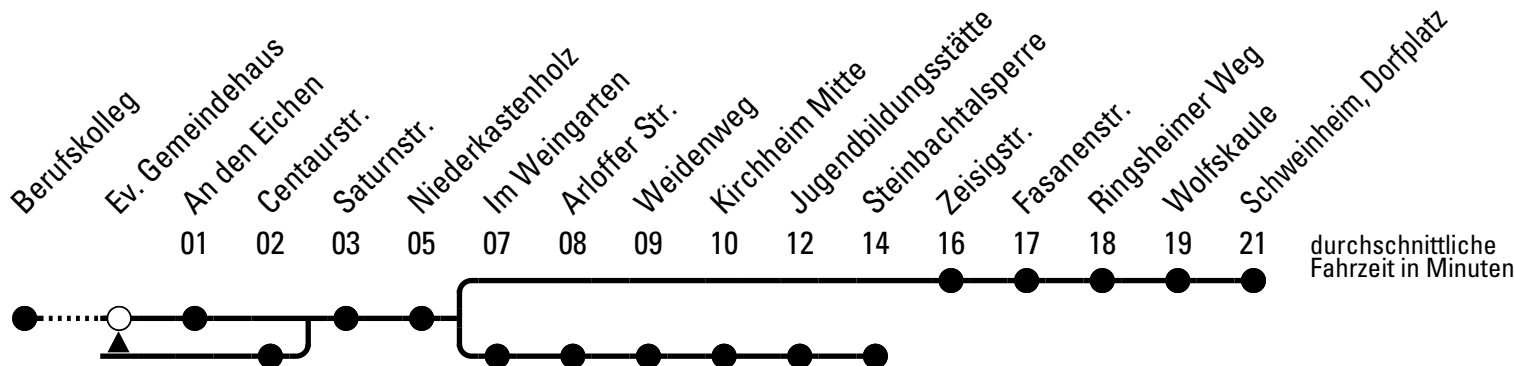 Berufskolleg
Ev. Gemeindehaus
An den Eichen
Centaurstr.
Saturnstr.
Niederkastenholz
Im Weingarten
Arloffer Str.
Weidenweg
Kirchheim Mitte
Jugendbildungsstätte
Steinbachtalsperre
Zeisigstr.
Fasanenstr.
Ringsheimer Weg
Wolfskaule
Schweinheim, Dorfplatz
01 02 03 05 07 08 09 10 12 14 16 17 18 19 21
durchschnittliche
Fahrzeit in Minuten